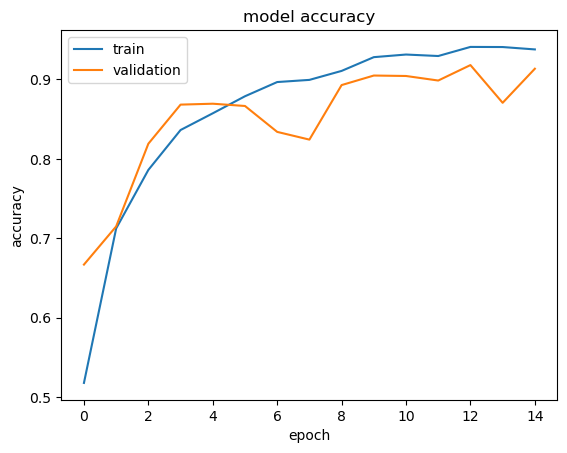 model accuracy
train
validation
accuracy
0.9
0.8
0.7
0.6
0.5
0 2 4 6 8 10 12 14
epoch